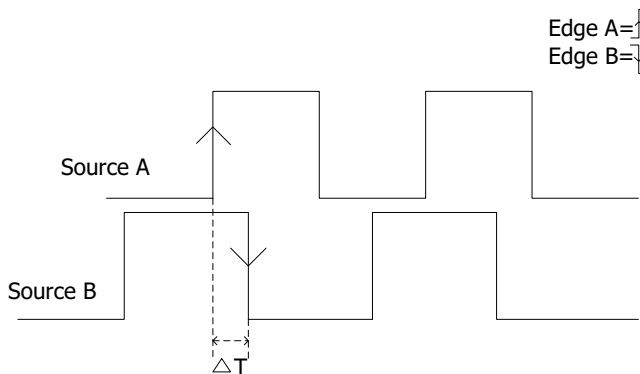 Edge A=
Edge B=
Source A
Source B
△T